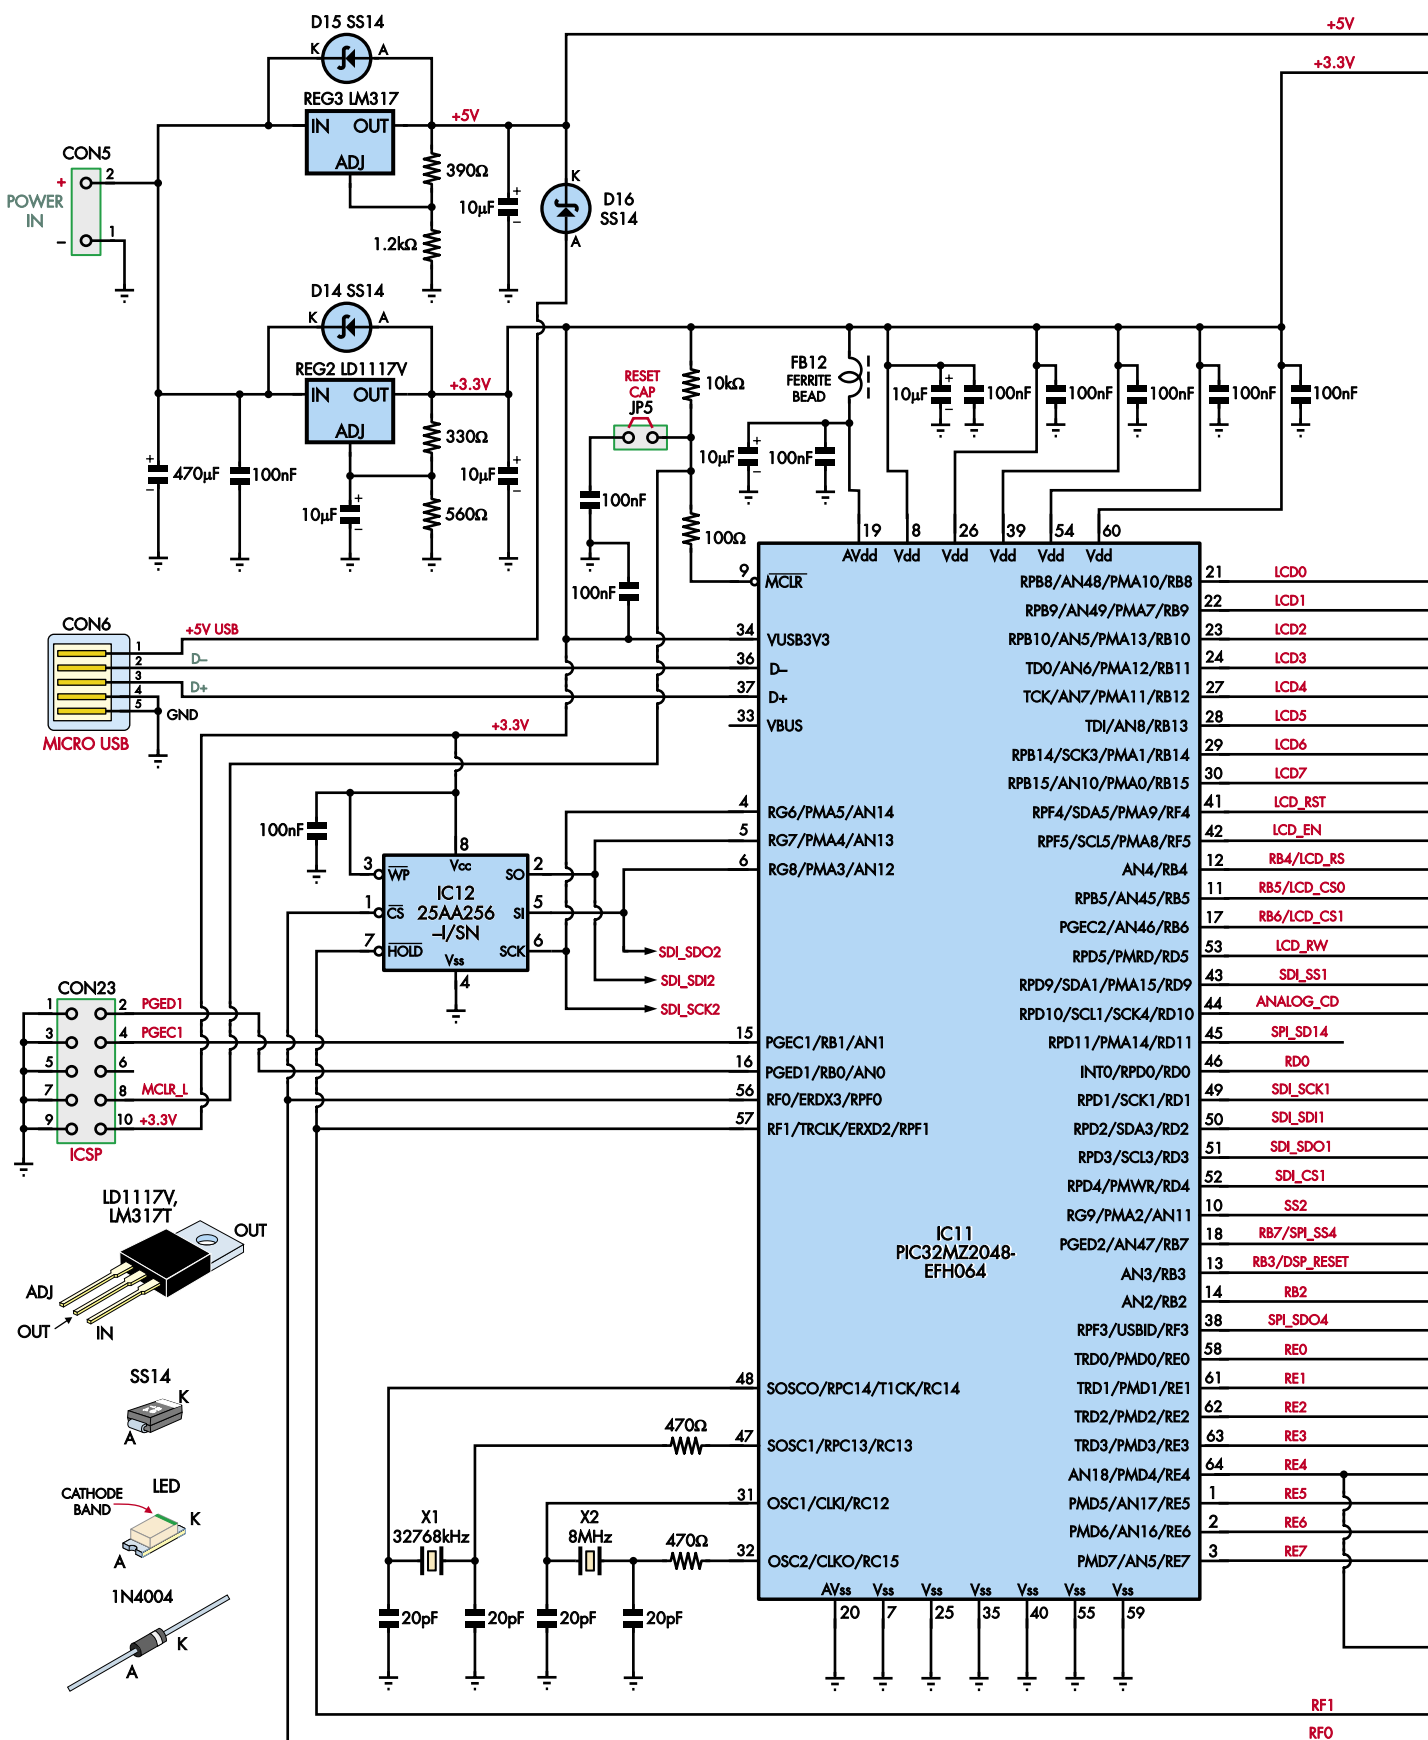 D15 SS14
K
A
+5V
+3.3V
REG3 LM317
IN
OUT
ADJ
+5V
CON5
2
+
POWER
IN
1
–
390Ω
1.2kΩ
10µF
+
–
K
D16
SS14
A
D14 SS14
K
A
REG2 LD1117V
IN
OUT
ADJ
+3.3V
330Ω
560Ω
10µF
+
–
470µF
+
–
100nF
10µF
+
–
RESET
CAP
JP5
10kΩ
100nF
100Ω
100nF
FB12
FERRITE
BEAD
10µF
+
–
100nF
10µF
+
–
100nF
100nF
100nF
100nF
100nF
19
8
26
39
54
60
AVdd
Vdd
Vdd
Vdd
Vdd
Vdd
CON6
1
2
3
4
5
+5V USB
D–
D+
GND
MICRO USB
+3.3V
100nF
IC12
25AA256
–I/SN
8
Vcc
3
WP
1
CS
7
HOLD
2
SO
5
SI
6
SCK
Vss
4
SDI_SDO2
SDI_SDI2
SDI_SCK2
CON23
1
2
PGED1
3
4
PGEC1
5
6
7
8
MCLR_L
9
10
+3.3V
ICSP
9 MCLR
34 VUSB3V3
36 D–
37 D+
33 VBUS
4 RG6/PMA5/AN14
5 RG7/PMA4/AN13
6 RG8/PMA3/AN12
15 PGEC1/RB1/AN1
16 PGED1/RB0/AN0
56 RF0/ERDX3/RPF0
57 RF1/TRCLK/ERXD2/RPF1
48 SOSCO/RPC14/T1CK/RC14
47 SOSC1/RPC13/RC13
31 OSC1/CLKI/RC12
32 OSC2/CLKO/RC15
IC11
PIC32MZ2048-
EFH064
RPB8/AN48/PMA10/RB8 21 LCD0
RPB9/AN49/PMA7/RB9 22 LCD1
RPB10/AN5/PMA13/RB10 23 LCD2
TD0/AN6/PMA12/RB11 24 LCD3
TCK/AN7/PMA11/RB12 27 LCD4
TDI/AN8/RB13 28 LCD5
RPB14/SCK3/PMA1/RB14 29 LCD6
RPB15/AN10/PMA0/RB15 30 LCD7
RPF4/SDA5/PMA9/RF4 41 LCD_RST
RPF5/SCL5/PMA8/RF5 42 LCD_EN
AN4/RB4 12 RB4/LCD_RS
RPB5/AN45/RB5 11 RB5/LCD_CS0
PGEC2/AN46/RB6 17 RB6/LCD_CS1
RPD5/PMRD/RD5 53 LCD_RW
RPD9/SDA1/PMA15/RD9 43 SDI_SS1
RPD10/SCL1/SCK4/RD10 44 ANALOG_CD
RPD11/PMA14/RD11 45 SPI_SD14
INT0/RPD0/RD0 46 RD0
RPD1/SCK1/RD1 49 SDI_SCK1
RPD2/SDA3/RD2 50 SDI_SDI1
RPD3/SCL3/RD3 51 SDI_SDO1
RPD4/PMWR/RD4 52 SDI_CS1
RG9/PMA2/AN11 10 SS2
PGED2/AN47/RB7 18 RB7/SPI_SS4
AN3/RB3 13 RB3/DSP_RESET
AN2/RB2 14 RB2
RPF3/USBID/RF3 38 SPI_SDO4
TRD0/PMD0/RE0 58 RE0
TRD1/PMD1/RE1 61 RE1
TRD2/PMD2/RE2 62 RE2
TRD3/PMD3/RE3 63 RE3
AN18/PMD4/RE4 64 RE4
PMD5/AN17/RE5 1 RE5
PMD6/AN16/RE6 2 RE6
PMD7/AN5/RE7 3 RE7
AVss
Vss
Vss
Vss
Vss
Vss
Vss
20
7
25
35
40
55
59
470Ω
X1
32768kHz
X2
8MHz
470Ω
20pF
20pF
20pF
20pF
LD1117V,
LM317T
OUT
ADJ
OUT
IN
SS14
K
A
LED
CATHODE
BAND
K
A
1N4004
K
A
RF1
RF0